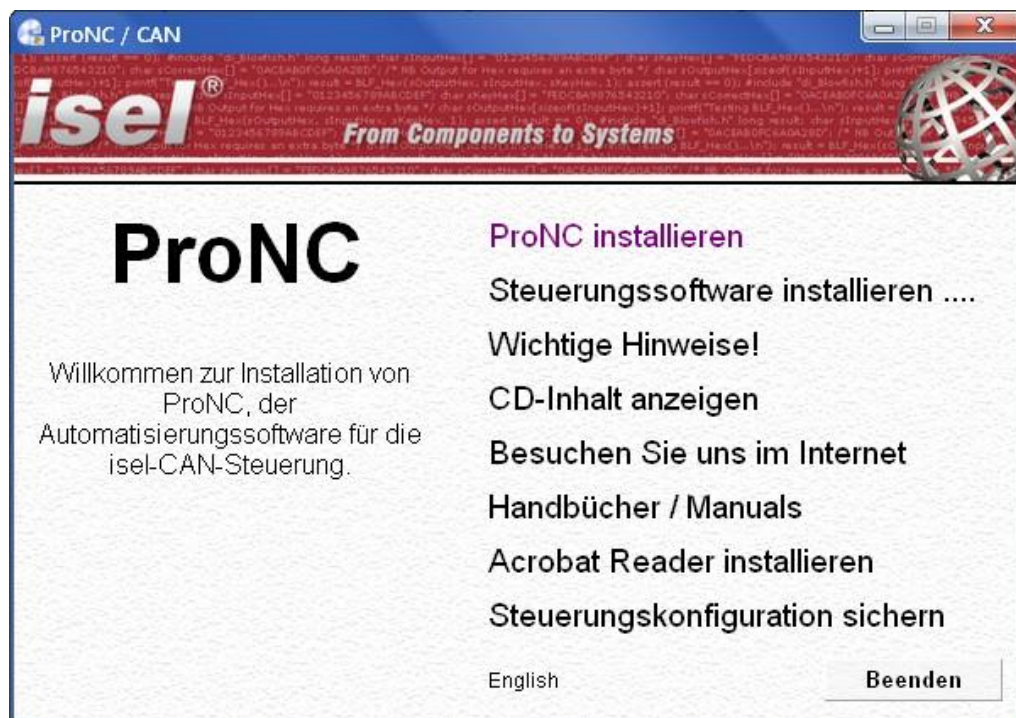 ProNC / CAN
isel®
From Components to Systems
ProNC
Willkommen zur Installation von
ProNC, der
Automatisierungssoftware für die
isel-CAN-Steuerung.
ProNC installieren
Steuerungssoftware installieren ....
Wichtige Hinweise!
CD-Inhalt anzeigen
Besuchen Sie uns im Internet
Handbücher / Manuals
Acrobat Reader installieren
Steuerungskonfiguration sichern
English
Beenden